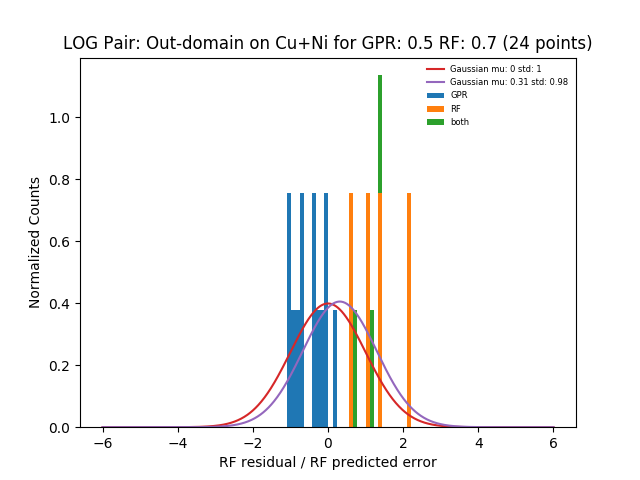 LOG Pair: Out-domain on Cu+Ni for GPR: 0.5 RF: 0.7 (24 points)
Gaussian mu: 0 std: 1
Gaussian mu: 0.31 std: 0.98
GPR
RF
both
Normalized Counts
1.0
0.8
0.6
0.4
0.2
0.0
−6 −4 −2 0 2 4 6
RF residual / RF predicted error